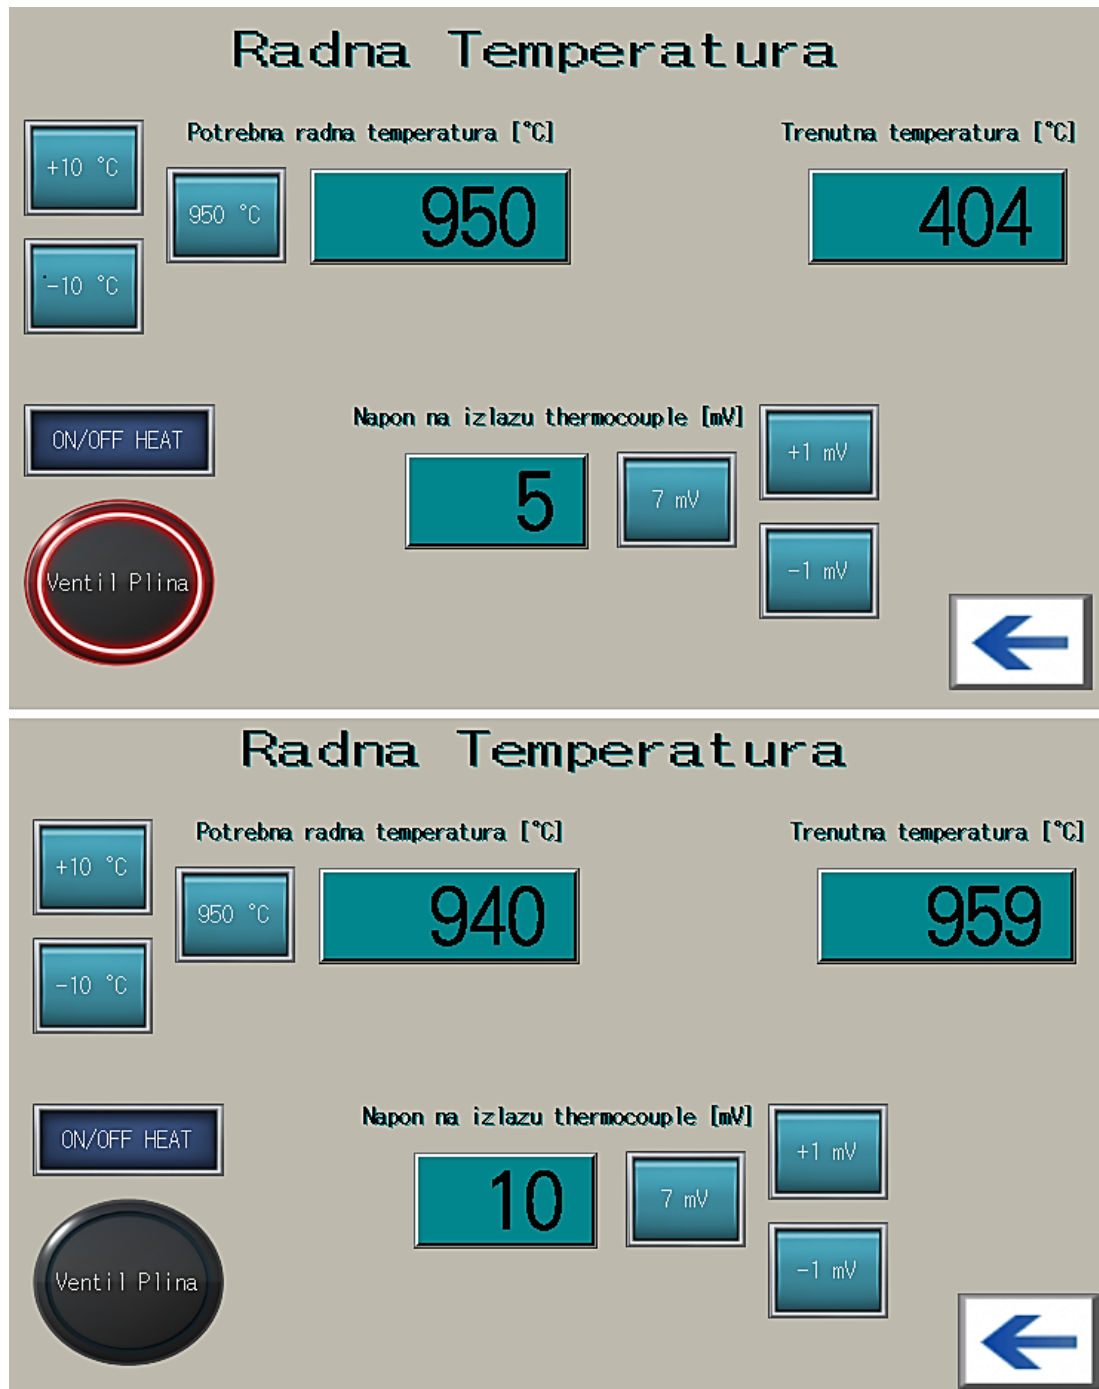 Radna Temperatura
Potrebna radna temperatura [°C]
Trenutna temperatura [°C]
+10 °C
950 °C
950
404
-10 °C
Napon na izlazu thermocouple [mV]
ON/OFF HEAT
+1 mV
5
7 mV
Ventil Plina
-1 mV
Radna Temperatura
Potrebna radna temperatura [°C]
Trenutna temperatura [°C]
+10 °C
950 °C
940
959
-10 °C
Napon na izlazu thermocouple [mV]
ON/OFF HEAT
+1 mV
10
7 mV
Ventil Plina
-1 mV